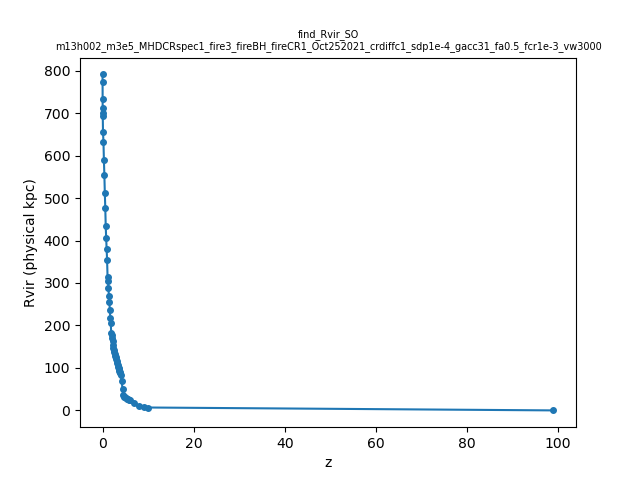 find_Rvir_SO
m13h002_m3e5_MHDCRspec1_fire3_fireBH_fireCR1_Oct252021_crdiffc1_sdp1e-4_gacc31_fa0.5_fcr1e-3_vw3000
800
700
600
500
400
300
200
100
0
Rvir (physical kpc)
0 20 40 60 80 100
z